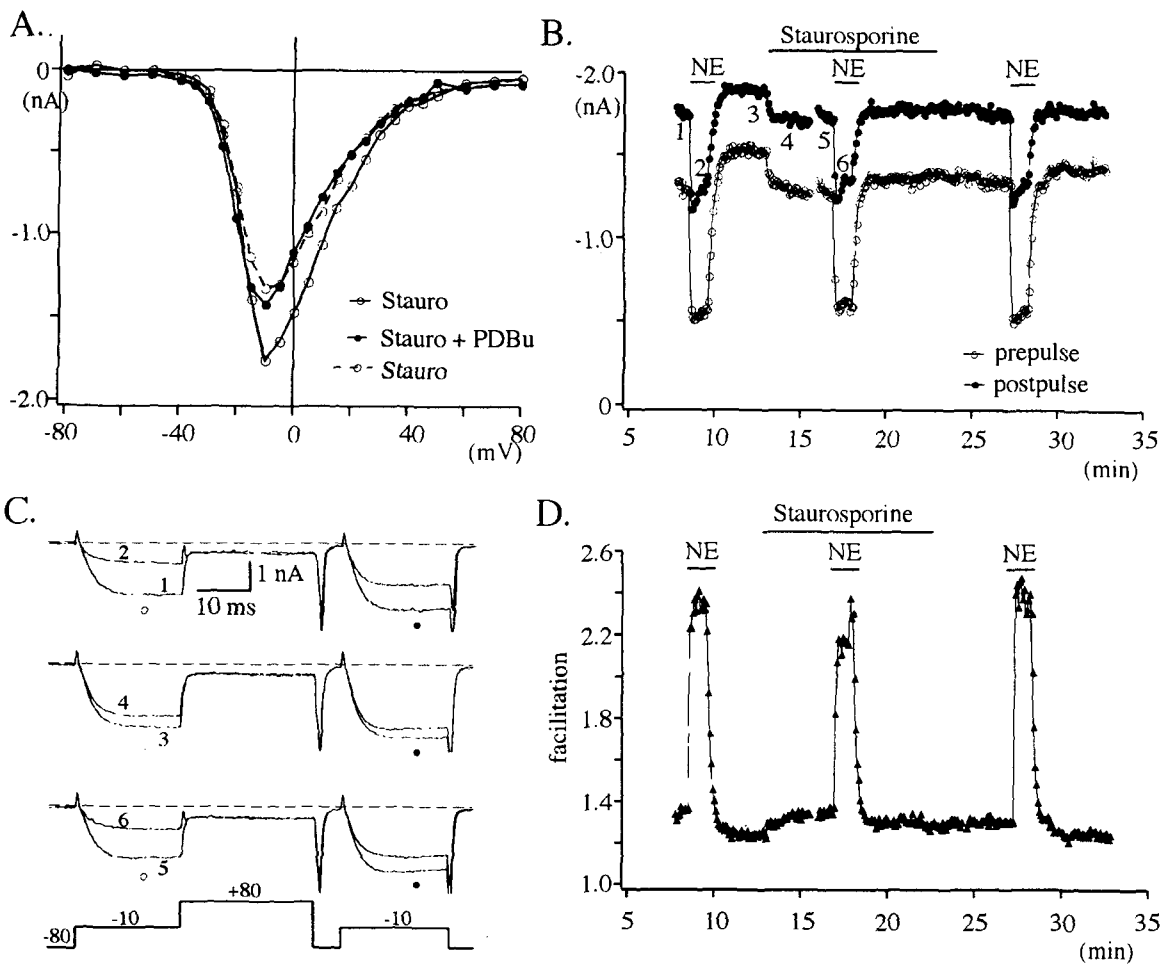 A.
0
(nA)
-1.0
-2.0
-80
-40
0
40
80
(mV)
Stauro
Stauro + PDBu
Stauro
B.
Staurosporine
NE
NE
NE
-2.0
(nA)
-1.0
0
1
2
3
4
5
6
prepulse
postpulse
5
10
15
20
25
30
35
(min)
C.
2
1
1 nA
10 ms
4
3
6
5
+80
-10
-10
-80
D.
Staurosporine
NE
NE
NE
2.6
2.2
1.8
1.4
1.0
facilitation
5
10
15
20
25
30
35
(min)